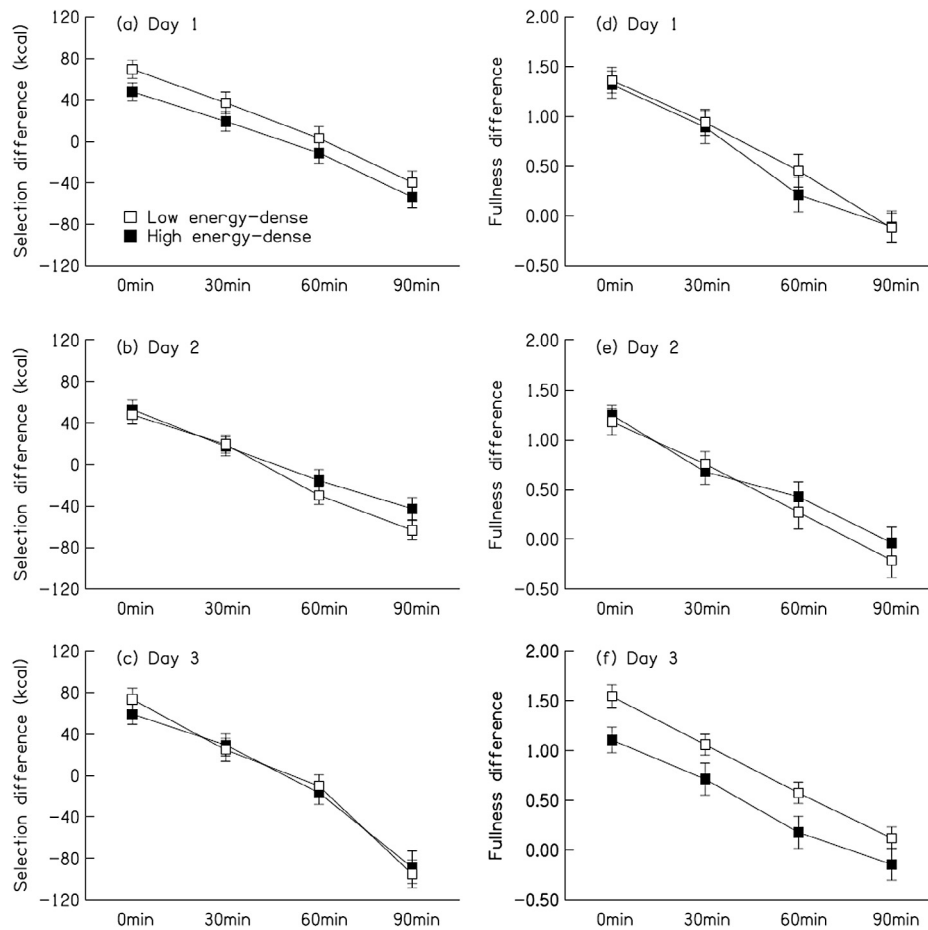 (a) Day 1
Selection difference (kcal)
120
80
40
0
−40
−80
−120
Low energy-dense
High energy-dense
0min 30min 60min 90min
(d) Day 1
Fullness difference
2.00
1.50
1.00
0.50
0.00
−0.50
0min 30min 60min 90min
(b) Day 2
Selection difference (kcal)
120
80
40
0
−40
−80
−120
0min 30min 60min 90min
(e) Day 2
Fullness difference
2.00
1.50
1.00
0.50
0.00
−0.50
0min 30min 60min 90min
(c) Day 3
Selection difference (kcal)
120
80
40
0
−40
−80
−120
0min 30min 60min 90min
(f) Day 3
Fullness difference
2.00
1.50
1.00
0.50
0.00
−0.50
0min 30min 60min 90min